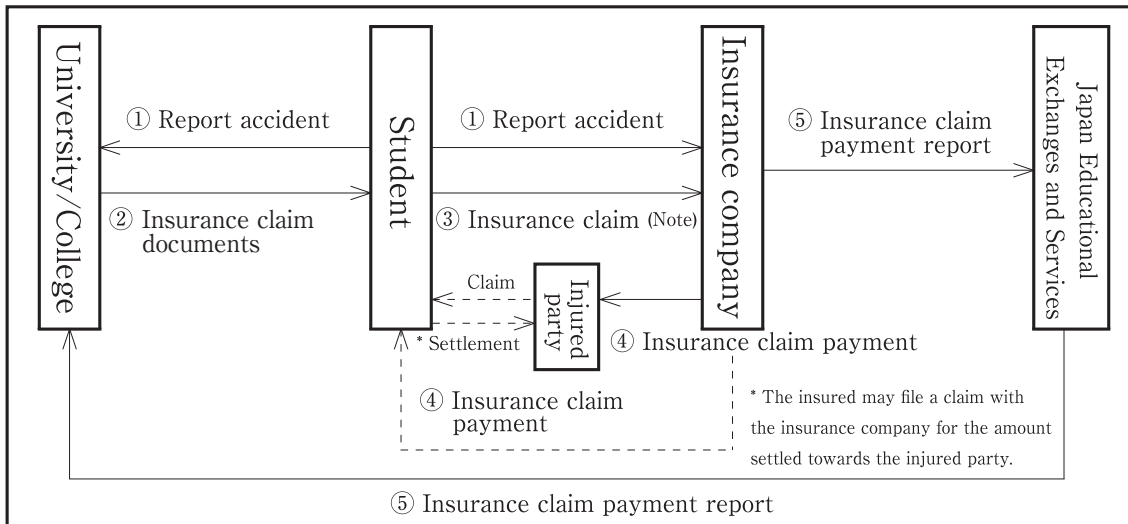 University/College
① Report accident
② Insurance claim
documents
Student
① Report accident
③ Insurance claim (Note)
Claim
* Settlement
Injured
party
Insurance company
④ Insurance claim payment
④ Insurance claim
payment
⑤ Insurance claim
payment report
Japan Educational
Exchanges and Services
* The insured may file a claim with
the insurance company for the amount
settled towards the injured party.
⑤ Insurance claim payment report